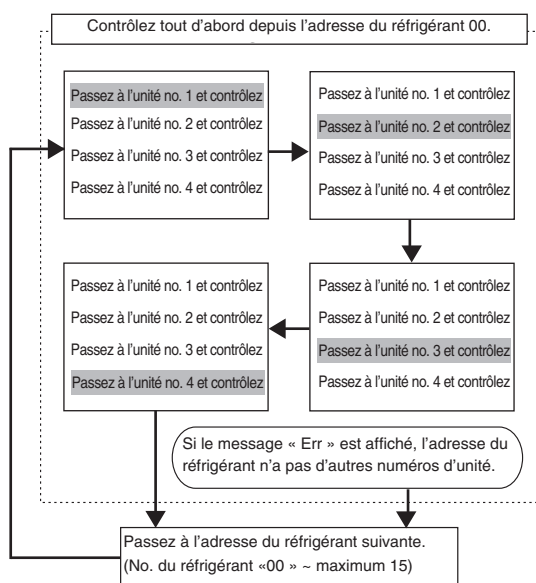 Contrôlez tout d'abord depuis l'adresse du réfrigérant 00.
Passez à l'unité no. 1 et contrôlez
Passez à l'unité no. 2 et contrôlez
Passez à l'unité no. 3 et contrôlez
Passez à l'unité no. 4 et contrôlez
Passez à l'unité no. 1 et contrôlez
Passez à l'unité no. 2 et contrôlez
Passez à l'unité no. 3 et contrôlez
Passez à l'unité no. 4 et contrôlez
Passez à l'unité no. 1 et contrôlez
Passez à l'unité no. 2 et contrôlez
Passez à l'unité no. 3 et contrôlez
Passez à l'unité no. 4 et contrôlez
Passez à l'unité no. 1 et contrôlez
Passez à l'unité no. 2 et contrôlez
Passez à l'unité no. 3 et contrôlez
Passez à l'unité no. 4 et contrôlez
Si le message « Err » est affiché, l'adresse du
réfrigérant n'a pas d'autres numéros d'unité.
Passez à l'adresse du réfrigérant suivante.
(No. du réfrigérant «00 » ~ maximum 15)